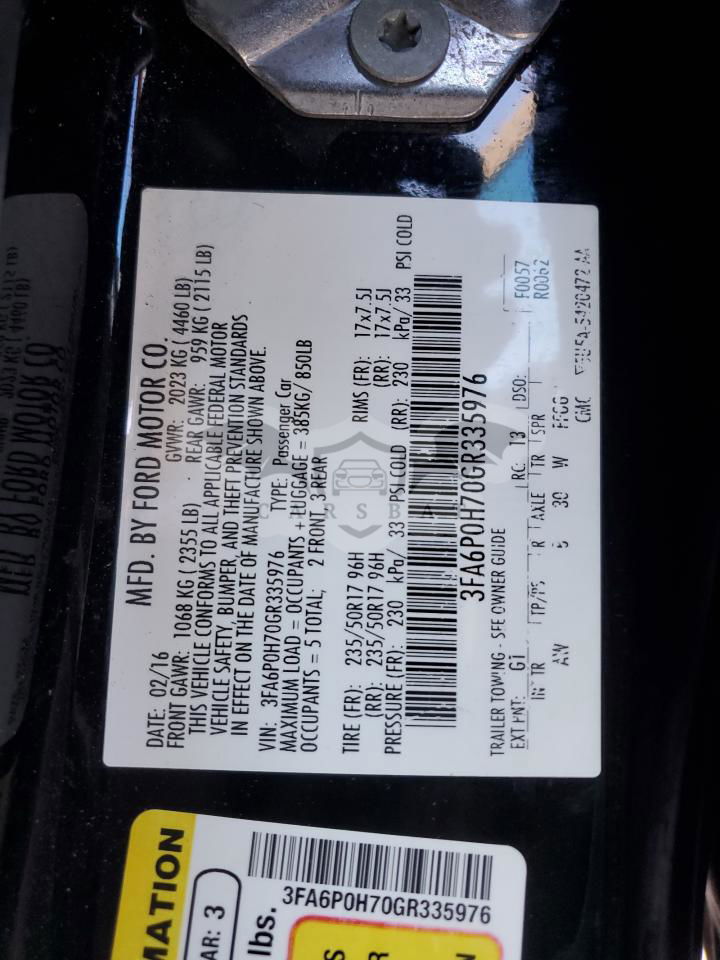 MFD. BY FORD MOTOR CO.
DATE: 02/16 GVWR: 2023 KG ( 4460 LB)
FRONT GAWR: 1068 KG ( 2355 LB) REAR GAWR: 959 KG ( 2115 LB)
THIS VEHICLE CONFORMS TO ALL APPLICABLE FEDERAL MOTOR
VEHICLE SAFETY, BUMPER, AND THEFT PREVENTION STANDARDS
IN EFFECT ON THE DATE OF MANUFACTURE SHOWN ABOVE.
VIN: 3FA6P0H70GR335976 TYPE: Passenger Car
MAXIMUM LOAD = OCCUPANTS + LUGGAGE = 385KG/ 850LB
OCCUPANTS = 5 TOTAL; 2 FRONT, 3 REAR
TIRE (FR): 235/50R17 96H RIMS (FR): 17x7.5J
(RR): 235/50R17 96H (RR): 17x7.5J
PRESSURE (FR): 230 kPa/ 33 PSI COLD (RR): 230 kPa/ 33 PSI COLD
3FA6P0H70GR335976
TRAILER TOWING - SEE OWNER GUIDE
EXT PNT: G1 RC: 13 DSO: F0057
R0062
INT TR TP/PS R AXLE TR SPR
AW 30 W
CMC
MATION
AR: 3
lbs.
3FA6P0H70GR335976